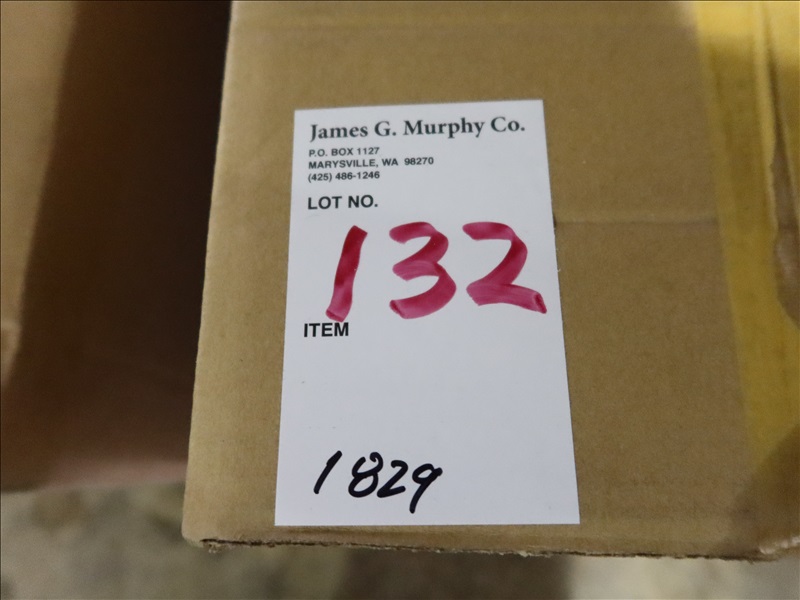 James G. Murphy Co.
P.O. BOX 1127
MARYSVILLE, WA 98270
(425) 486-1246
LOT NO.
132
ITEM
1829